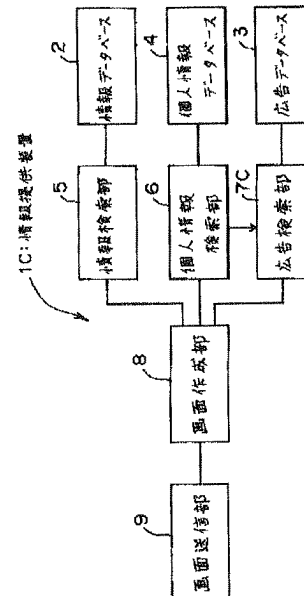 1C:情報提供装置
2
情報データベース
5
情報検索部
4
個人情報
データベース
6
個人情報
検索部
3
広告データベース
7C
広告検索部
8
画面作成部
9
画面送信部